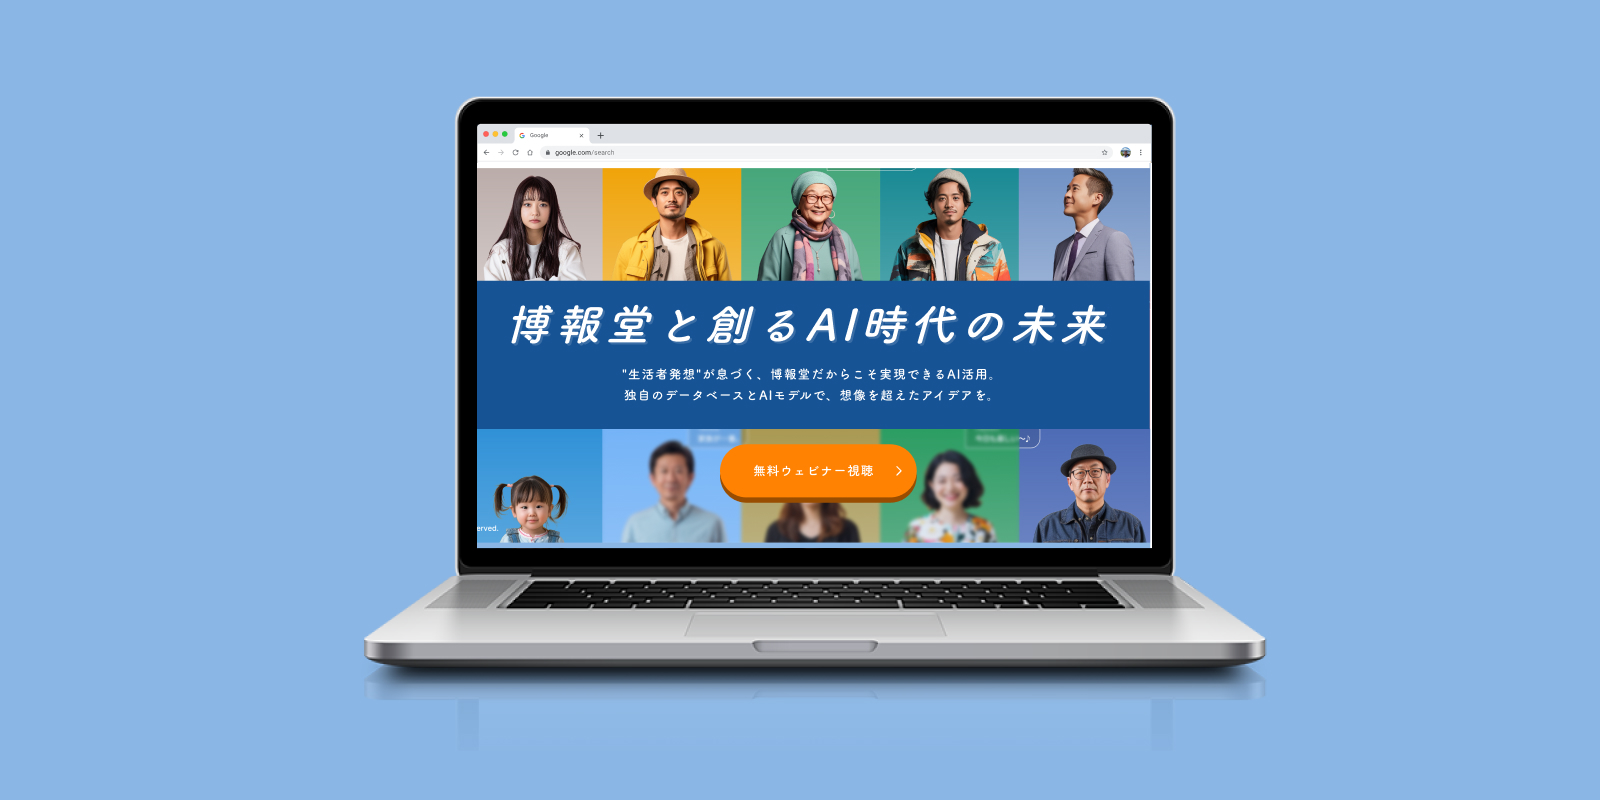 Google
google.com/search
博報堂と創るAI時代の未来
"生活者発想"が息づく、博報堂だからこそ実現できるAI活用。
独自のデータベースとAIモデルで、想像を超えたアイデアを。
無料ウェビナー視聴
erved.